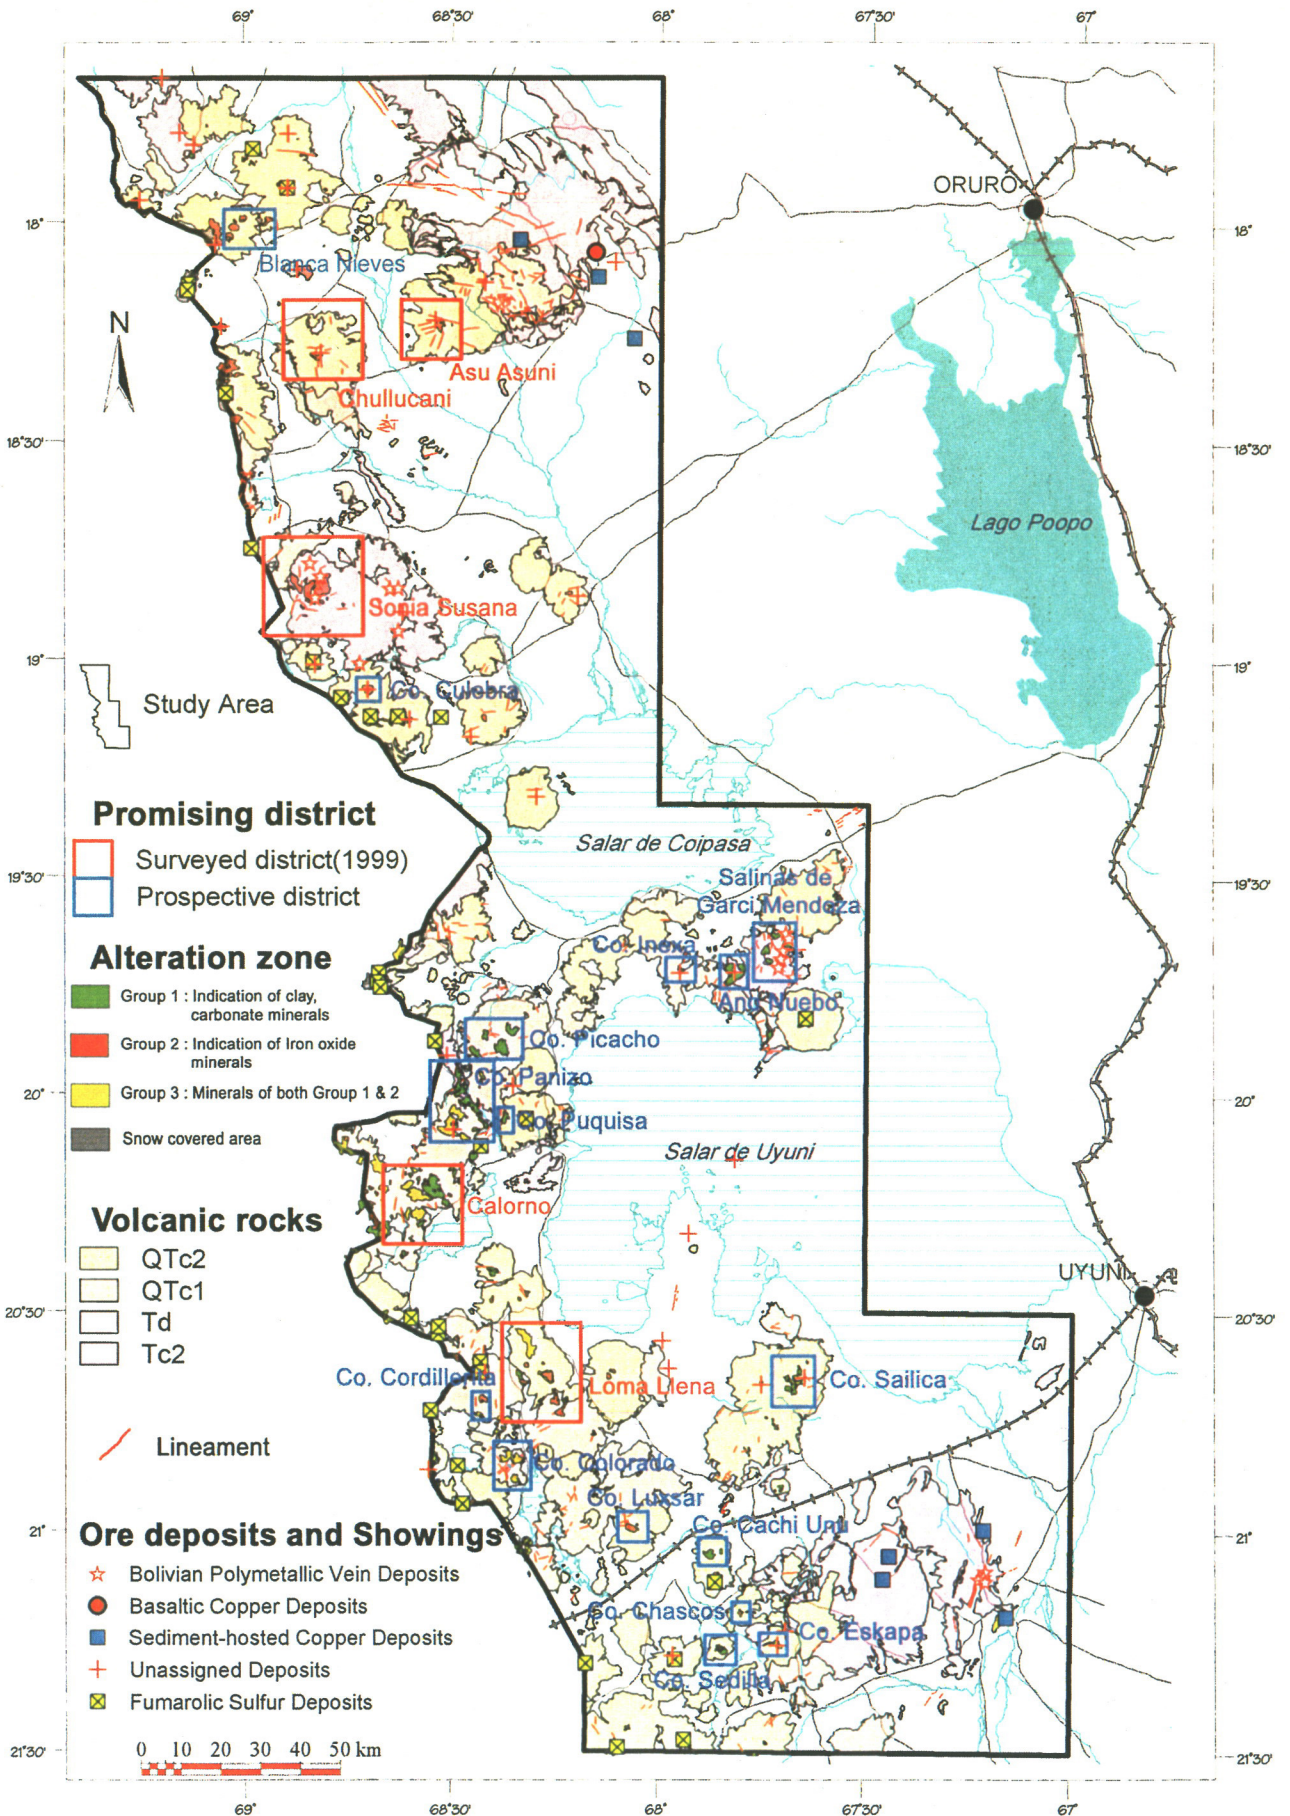 69°
68°30'
68°
67°30'
67°
ORURO
18°
18°
Blanca Nieves
N
Asu Asuni
Chullucani
18°30'
18°30'
Lago Poopo
Sonia Susana
19°
19°
Co. Culebra
Study Area
Promising district
Surveyed district(1999)
Prospective district
Salar de Coipasa
19°30'
19°30'
Salinas de
Garci Mendoza
Co. Inexa
Ano Nuebo
Alteration zone
Group 1 : Indication of clay,
carbonate minerals
Group 2 : Indication of Iron oxide
minerals
Group 3 : Minerals of both Group 1 & 2
Snow covered area
Co. Picacho
Co. Panizo
20°
20°
Co. Puquisa
Salar de Uyuni
Calorno
Volcanic rocks
QTc2
QTc1
Td
Tc2
UYUNI
20°30'
20°30'
Co. Cordillerita
Loma Llena
Co. Sailica
Lineament
Co. Colorado
Co. Luxsar
Co. Cachi Unu
21°
21°
Ore deposits and Showings
Bolivian Polymetallic Vein Deposits
Basaltic Copper Deposits
Sediment-hosted Copper Deposits
Unassigned Deposits
Fumarolic Sulfur Deposits
Co. Chascos
Co. Eskapa
Co. Sedilla
0 10 20 30 40 50 km
21°30'
21°30'
69°
68°30'
68°
67°30'
67°